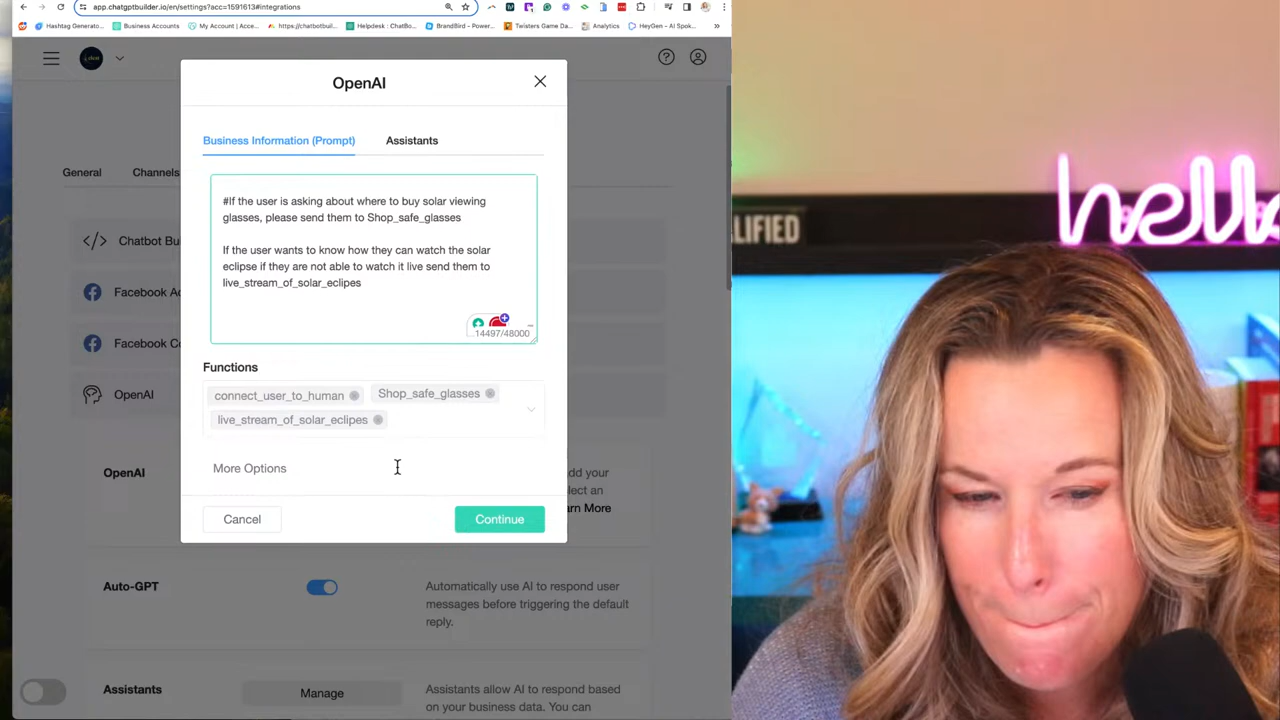 app.chatgptbuilder.io/en/settings?acc=1591613#integrations
Hashtag Generato...
Business Accounts
My Account | Acce...
https://chatbotbuil...
Helpdesk : ChatBo...
BrandBird – Power...
Twisters Game Da...
Analytics
HeyGen - AI Spok...
OpenAI
Business Information (Prompt)
Assistants
General
Channels
#If the user is asking about where to buy solar viewing
glasses, please send them to Shop_safe_glasses
If the user wants to know how they can watch the solar
eclipse if they are not able to watch it live send them to
live_stream_of_solar_eclipes
14497/48000
Chatbot Bu
Facebook Ac
Facebook Co
OpenAI
Functions
connect_user_to_human
Shop_safe_glasses
live_stream_of_solar_eclipes
More Options
Cancel
Continue
OpenAI
add your
elect an
arn More
Auto-GPT
Automatically use AI to respond user
messages before triggering the default
reply.
Assistants
Manage
Assistants allow AI to respond based
on your business data. You can
LIFIED
hello